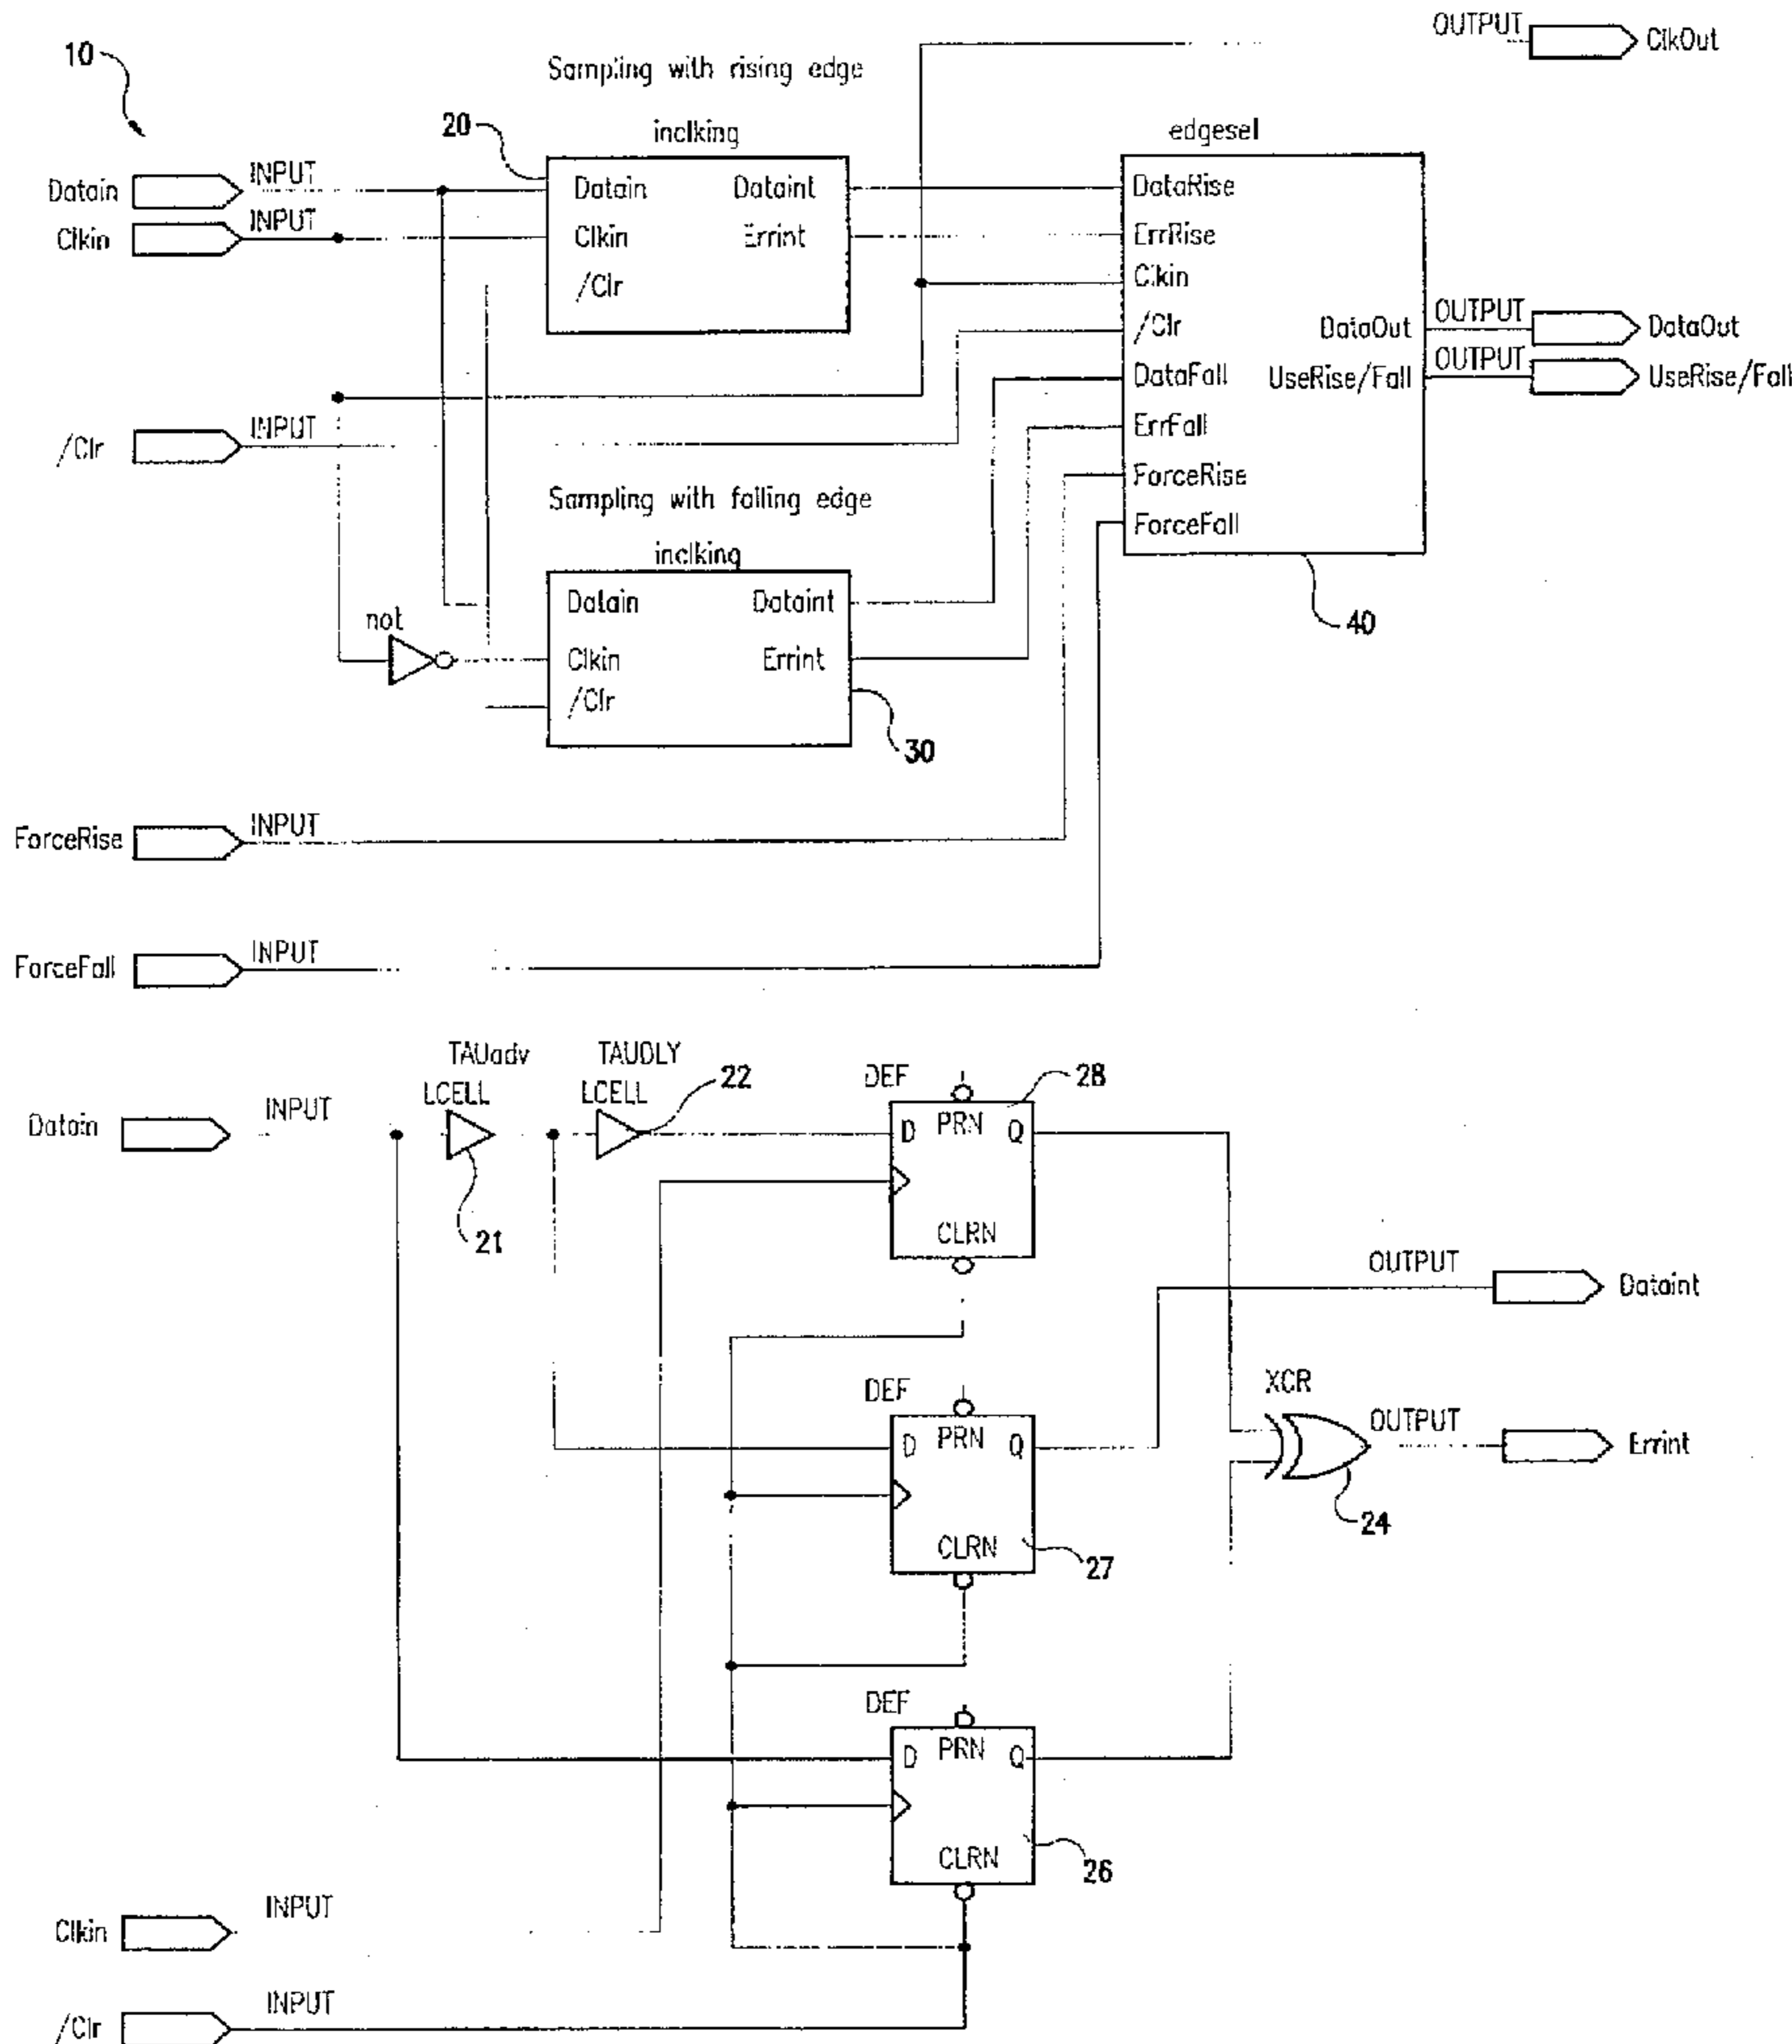 OUTPUT ClkOut
10
Sampling with rising edge
20 inclking edgesel
Datain INPUT Datain Dataint DataRise
Clkin INPUT Clkin Errint ErrRise
/Clr Clkin
/Clr DataOut OUTPUT DataOut
DataFall UseRise/Fall OUTPUT UseRise/Fall
/Clr INPUT ErrFall
ForceRise
Sampling with falling edge
ForceFall
inclking
Datain Dataint
not 40
Clkin Errint
/Clr
30
ForceRise INPUT
ForceFall INPUT
TAUadv TAUDLY
LCELL LCELL 22 DEF 28
Datain INPUT D PRN Q
21 CLRN
OUTPUT Dataint
DEF XCR
D PRN Q OUTPUT Errint
24
CLRN 27
DEF
D PRN Q
CLRN 26
Clkin INPUT
/Clr INPUT